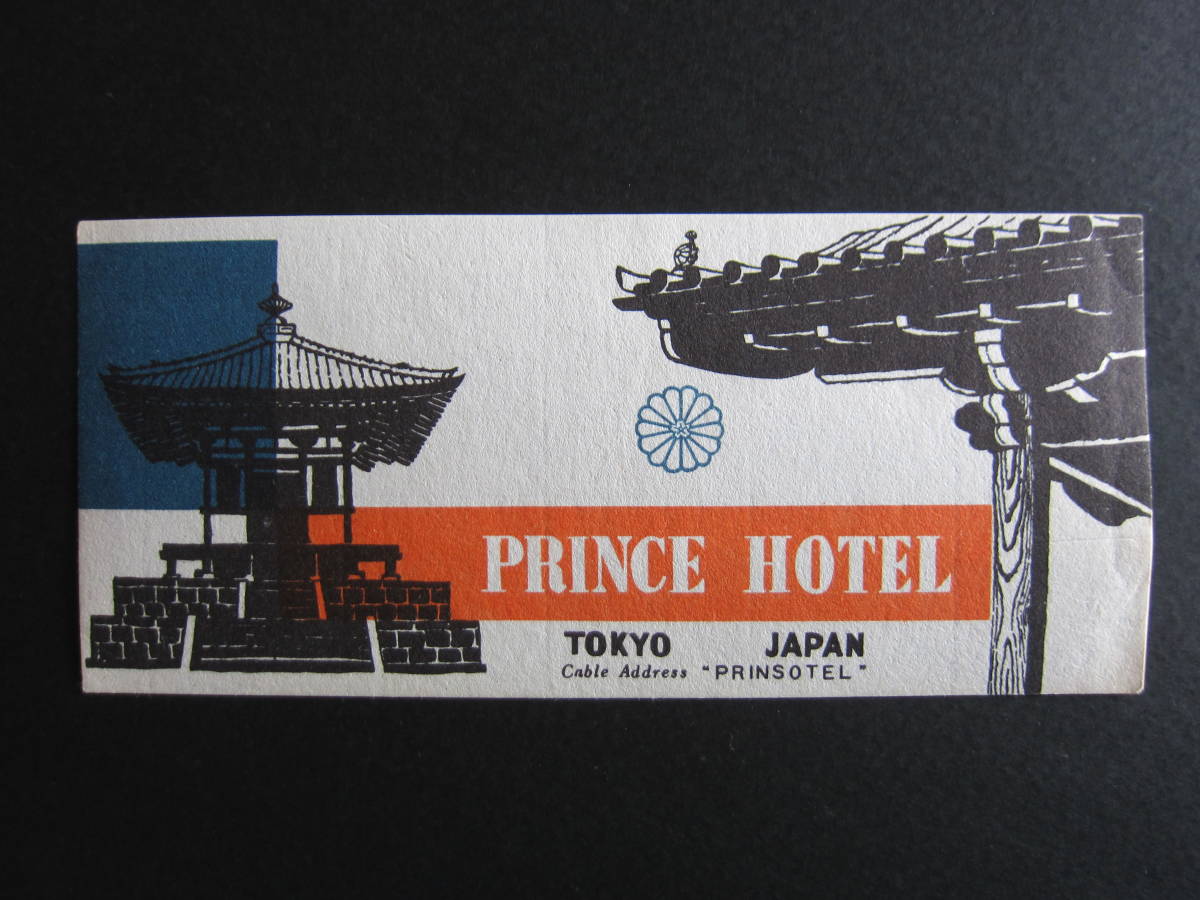 PRINCE HOTEL
TOKYO JAPAN
Cable Address "PRINSOTEL"